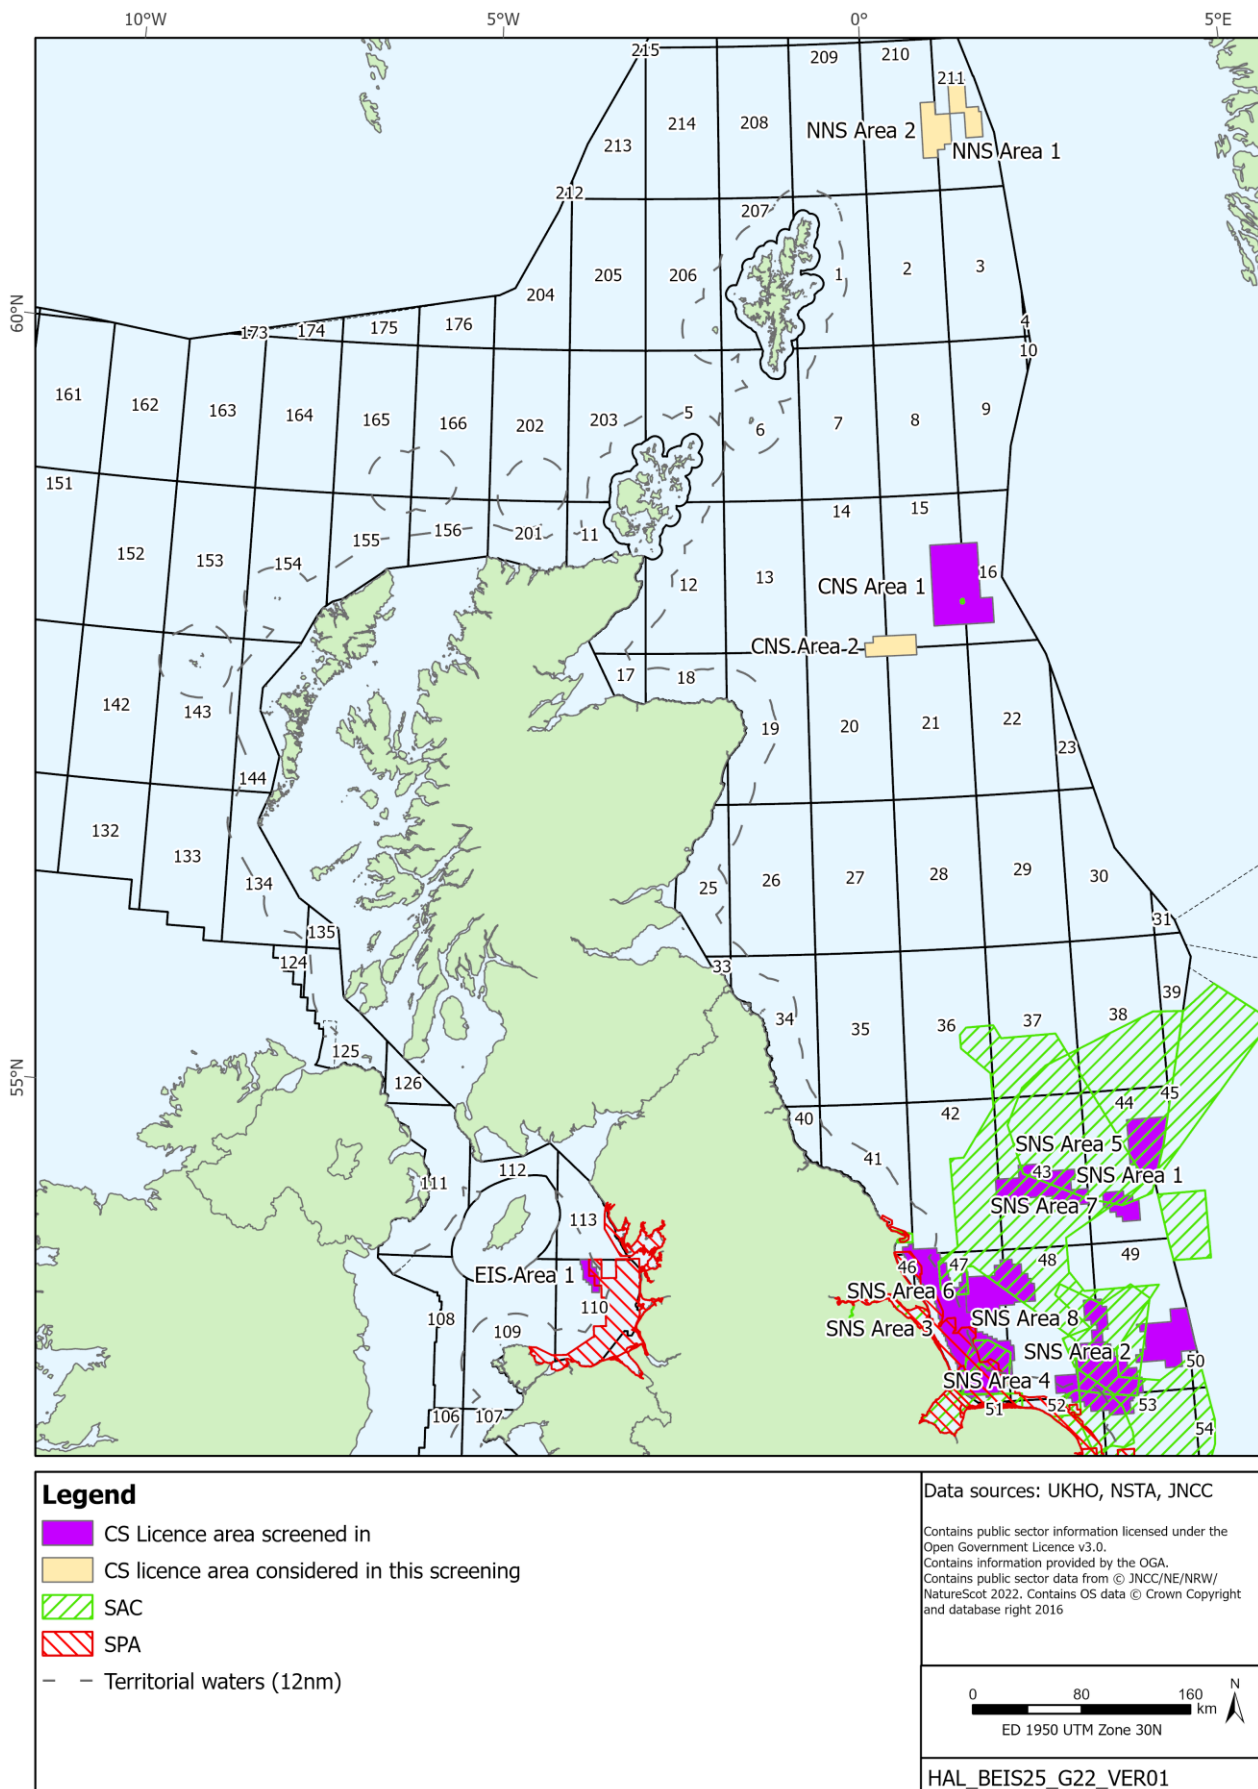 10°W
5°W
0°
5°E
215
209
210
211
214
208
213
NNS Area 2
NNS Area 1
212
207
205
206
1
2
3
204
60°N
173
174
175
176
4
10
161
162
163
164
165
166
202
203
5
6
7
8
9
151
152
153
154
155
156
201
11
12
13
14
15
16
CNS Area 1
CNS Area 2
17
18
142
143
144
19
20
21
22
23
132
133
134
25
26
27
28
29
30
135
31
124
33
39
34
35
36
37
38
125
55°N
126
40
42
44
45
SNS Area 5
41
43
SNS Area 1
112
111
SNS Area 7
113
46
47
48
49
EIS Area 1
110
SNS Area 6
108
109
SNS Area 3
SNS Area 8
SNS Area 2
50
SNS Area 4
106
107
51
52
53
54
Legend
CS Licence area screened in
CS licence area considered in this screening
SAC
SPA
Territorial waters (12nm)
Data sources: UKHO, NSTA, JNCC
Contains public sector information licensed under the
Open Government Licence v3.0.
Contains information provided by the OGA.
Contains public sector data from © JNCC/NE/NRW/
NatureScot 2022. Contains OS data © Crown Copyright
and database right 2016
0 80 160
km
N
ED 1950 UTM Zone 30N
HAL_BEIS25_G22_VER01